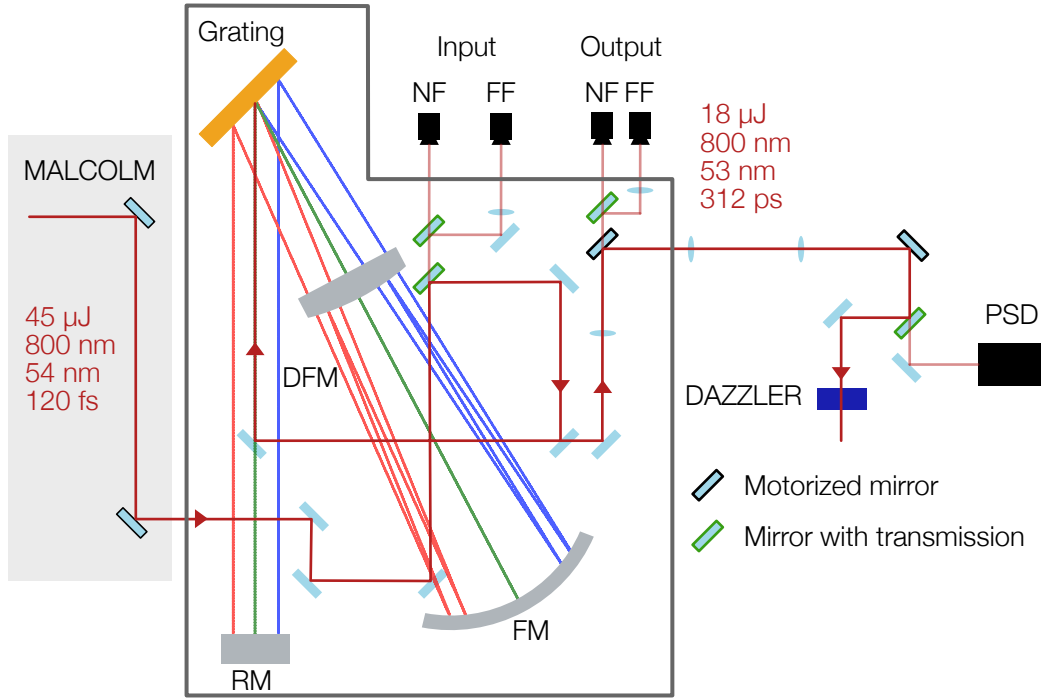 Grating
Input
Output
NF
FF
NF
FF
18 µJ
800 nm
53 nm
312 ps
MALCOLM
45 µJ
800 nm
54 nm
120 fs
DFM
PSD
DAZZLER
Motorized mirror
Mirror with transmission
FM
RM